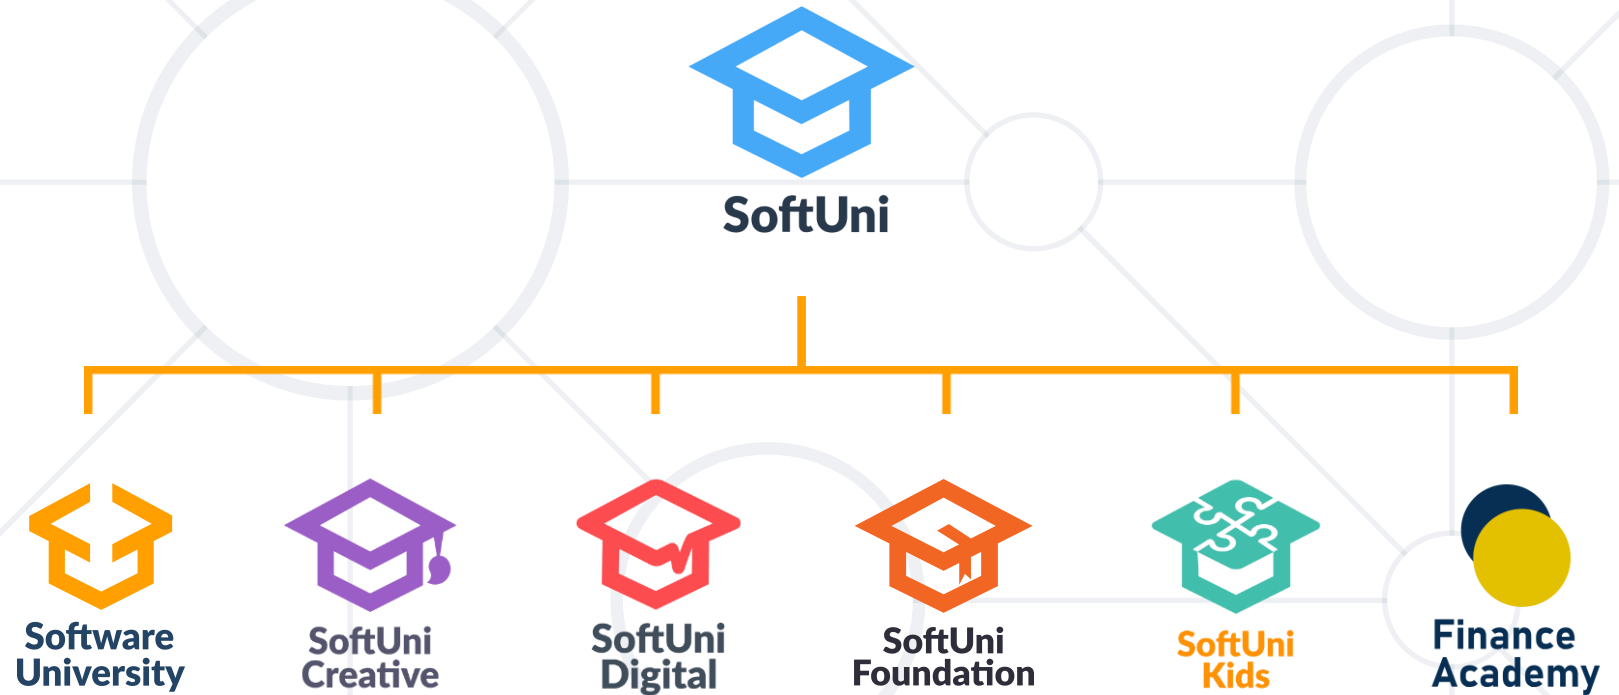 SoftUni
Software
University
SoftUni
Creative
SoftUni
Digital
SoftUni
Foundation
SoftUni
Kids
Finance
Academy